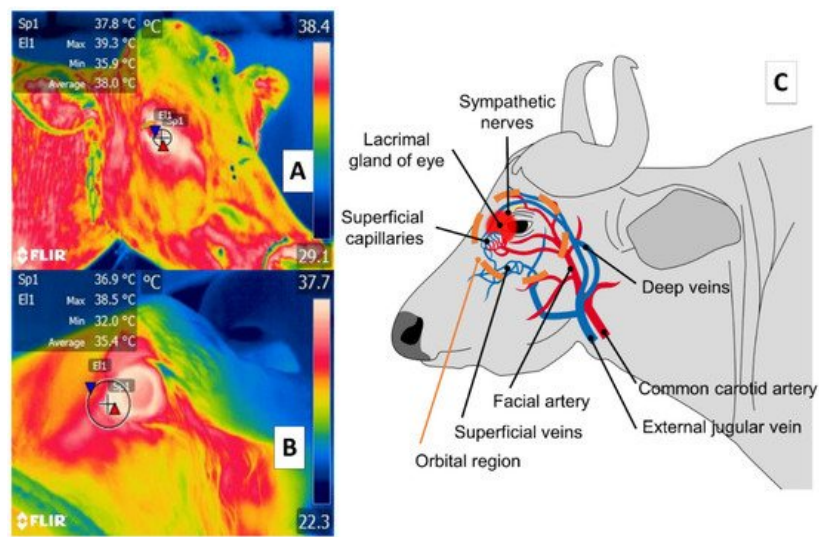 Sp1 37.8 °C
El1 Max 39.3 °C
Min 35.9 °C
Average 38.0 °C
°C
38.4
El1
Sp1
A
FLIR
29.1
Sp1 36.9 °C
El1 Max 38.5 °C
Min 32.0 °C
Average 35.4 °C
°C
37.7
El1
Sp1
B
FLIR
22.3
C
Sympathetic
nerves
Lacrimal
gland of eye
Superficial
capillaries
Deep veins
Facial artery
Common carotid artery
Superficial veins
External jugular vein
Orbital region